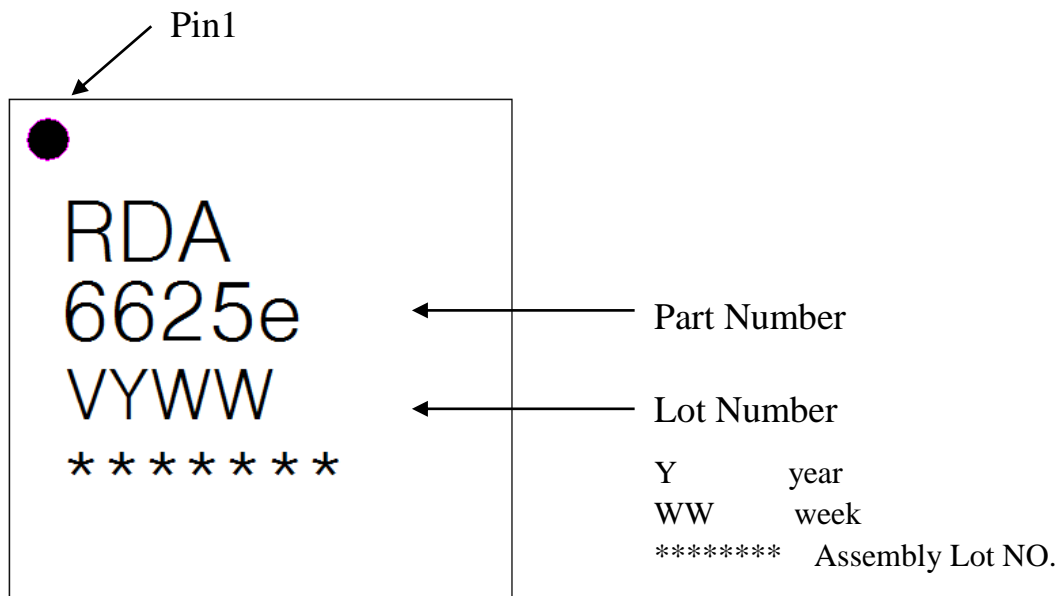 Pin1
RDA
6625e
Part Number
VYWW
Lot Number
*******
Y year
WW week
******** Assembly Lot NO.